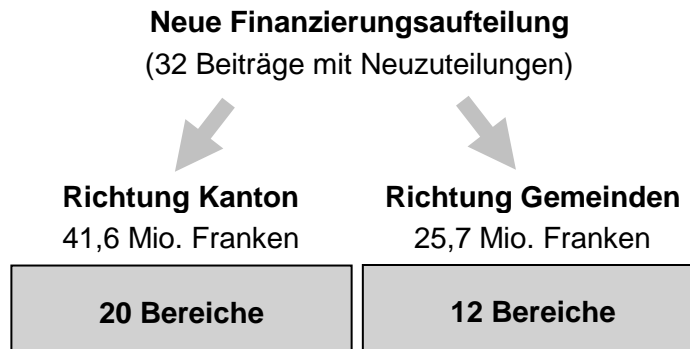 Neue Finanzierungsaufteilung
(32 Beiträge mit Neuzuteilungen)
Richtung Kanton
41,6 Mio. Franken
20 Bereiche
Richtung Gemeinden
25,7 Mio. Franken
12 Bereiche